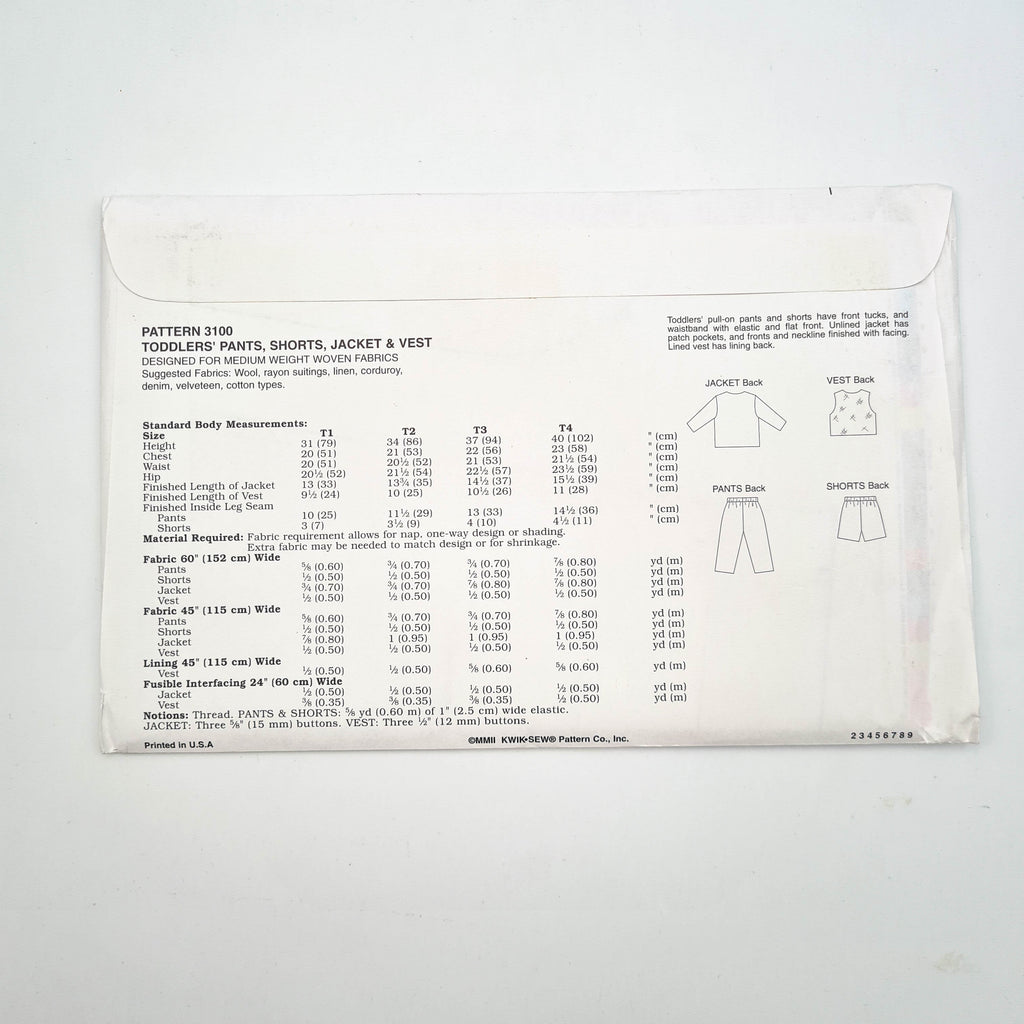 PATTERN 3100
TODDLERS' PANTS, SHORTS, JACKET & VEST
DESIGNED FOR MEDIUM WEIGHT WOVEN FABRICS
Suggested Fabrics: Wool, rayon suitings, linen, corduroy,
denim, velveteen, cotton types.
Toddlers' pull-on pants and shorts have front tucks, and
waistband with elastic and flat front. Unlined jacket has
patch pockets, and fronts and neckline finished with facing.
Lined vest has lining back.
JACKET Back
VEST Back
PANTS Back
SHORTS Back
Standard Body Measurements:
Size T1 T2 T3 T4
Height 31 (79) 34 (86) 37 (94) 40 (102) " (cm)
Chest 20 (51) 21 (53) 22 (56) 23 (58) " (cm)
Waist 20 (51) 20½ (52) 21 (53) 21½ (54) " (cm)
Hip 20½ (52) 21½ (54) 22½ (57) 23½ (59) " (cm)
Finished Length of Jacket 13 (33) 13¾ (35) 14½ (37) 15½ (39) " (cm)
Finished Length of Vest 9½ (24) 10 (25) 10½ (26) 11 (28) " (cm)
Finished Inside Leg Seam
Pants 10 (25) 11½ (29) 13 (33) 14½ (36) " (cm)
Shorts 3 (7) 3½ (9) 4 (10) 4½ (11) " (cm)
Material Required: Fabric requirement allows for nap, one-way design or shading.
Extra fabric may be needed to match design or for shrinkage.
Fabric 60" (152 cm) Wide
Pants ⅝ (0.60) ¾ (0.70) ¾ (0.70) ⅞ (0.80) yd (m)
Shorts ½ (0.50) ½ (0.50) ½ (0.50) ½ (0.50) yd (m)
Jacket ¾ (0.70) ¾ (0.70) ⅞ (0.80) ⅞ (0.80) yd (m)
Vest ½ (0.50) ½ (0.50) ½ (0.50) ½ (0.50) yd (m)
Fabric 45" (115 cm) Wide
Pants ⅝ (0.60) ¾ (0.70) ¾ (0.70) ⅞ (0.80) yd (m)
Shorts ½ (0.50) ½ (0.50) ½ (0.50) ½ (0.50) yd (m)
Jacket ⅞ (0.80) 1 (0.95) 1 (0.95) 1 (0.95) yd (m)
Vest ½ (0.50) ½ (0.50) ½ (0.50) ½ (0.50) yd (m)
Lining 45" (115 cm) Wide
Vest ½ (0.50) ½ (0.50) ⅝ (0.60) ⅝ (0.60) yd (m)
Fusible Interfacing 24" (60 cm) Wide
Jacket ½ (0.50) ½ (0.50) ½ (0.50) ½ (0.50) yd (m)
Vest ⅜ (0.35) ⅜ (0.35) ⅜ (0.35) ½ (0.50) yd (m)
Notions: Thread. PANTS & SHORTS: ⅝ yd (0.60 m) of 1" (2.5 cm) wide elastic.
JACKET: Three ⅝" (15 mm) buttons. VEST: Three ½" (12 mm) buttons.
Printed in U.S.A
©MMII KWIK•SEW® Pattern Co., Inc.
2 3 4 5 6 7 8 9